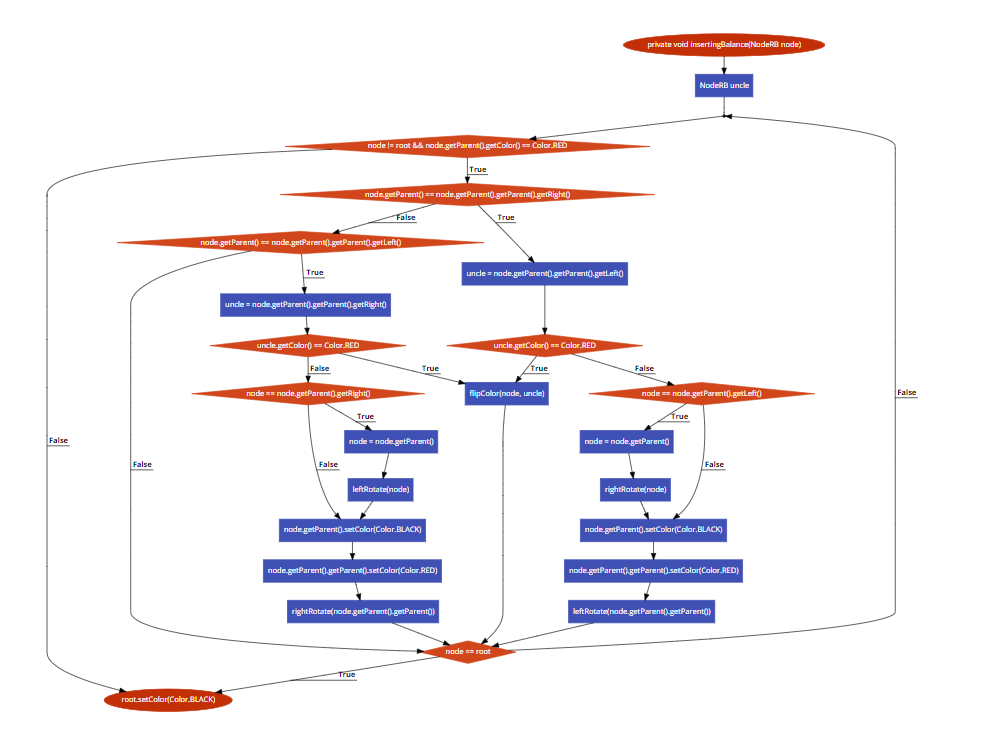 private void insertingBalance(NodeRB node)
NodeRB uncle
node != root && node.getParent().getColor() == Color.RED
True
node.getParent() == node.getParent().getParent().getRight()
False
True
node.getParent() == node.getParent().getParent().getLeft()
True
uncle = node.getParent().getParent().getLeft()
uncle = node.getParent().getParent().getRight()
uncle.getColor() == Color.RED
uncle.getColor() == Color.RED
False
True
True
False
node == node.getParent().getRight()
flipColor(node, uncle)
node == node.getParent().getLeft()
False
True
True
node = node.getParent()
node = node.getParent()
False
False
False
False
leftRotate(node)
rightRotate(node)
node.getParent().setColor(Color.BLACK)
node.getParent().setColor(Color.BLACK)
node.getParent().getParent().setColor(Color.RED)
node.getParent().getParent().setColor(Color.RED)
rightRotate(node.getParent().getParent())
leftRotate(node.getParent().getParent())
node == root
True
root.setColor(Color.BLACK)